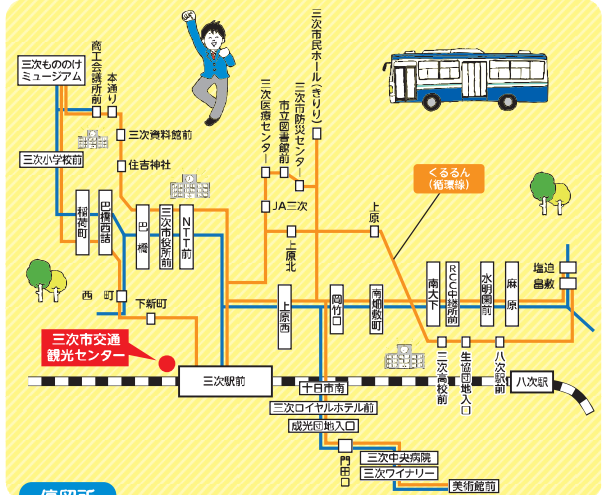 三次もののけ
ミュージアム
商工会議所前
本通り
三次資料館前
住吉神社
三次小学校前
稲荷町
巴橋西詰
巴橋
三次市役所前
NTT前
西町
下新町
三次市交通
観光センター
三次駅前
三次医療センター
市立図書館前
三次市防災センター
三次市民ホール(きりり)
JA三次
上原北
上原
くるるん
(循環線)
上原西
岡竹口
南畑敷町
南大下
RCC中継所前
水明園前
麻原
塩迫
畠敷
三次高校前
生協団地入口
八次駅前
八次駅
十日市南
三次ロイヤルホテル前
成光団地入口
門田口
三次中央病院
三次ワイナリー
美術館前
停留所